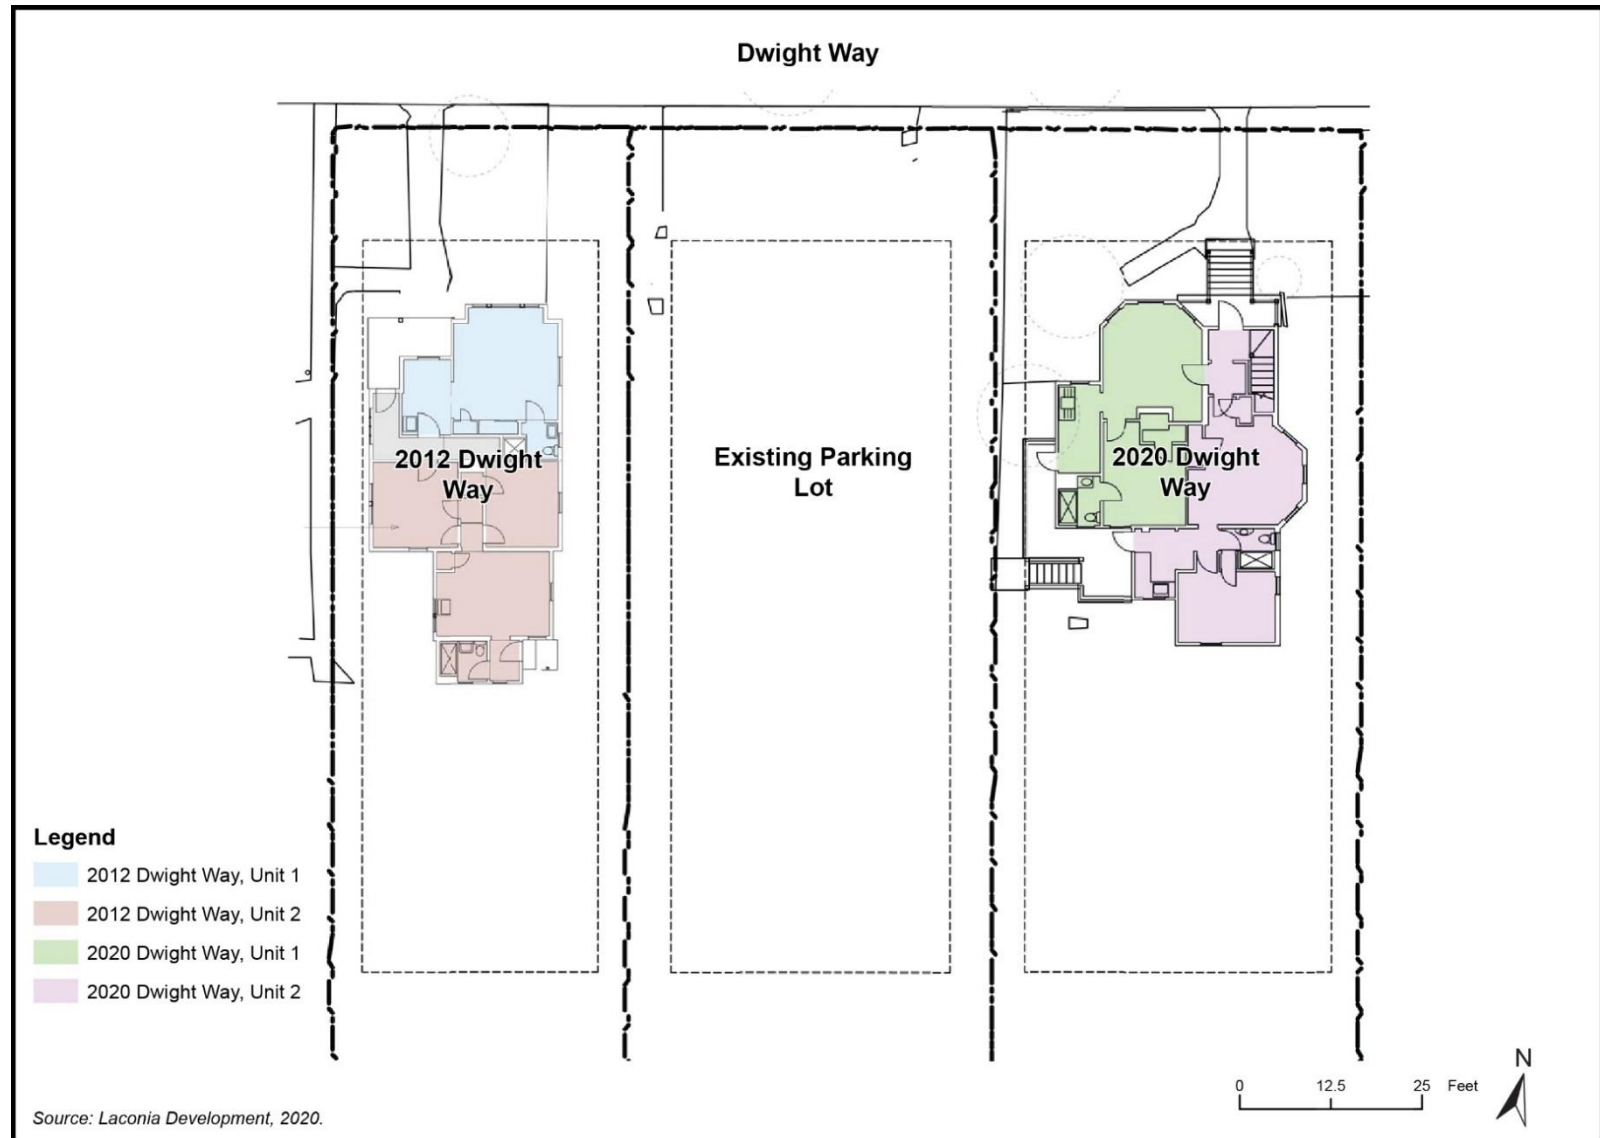 Dwight Way
2012 Dwight
Way
Existing Parking
Lot
2020 Dwight
Way
Legend
2012 Dwight Way, Unit 1
2012 Dwight Way, Unit 2
2020 Dwight Way, Unit 1
2020 Dwight Way, Unit 2
N
0 12.5 25 Feet
Source: Laconia Development, 2020.